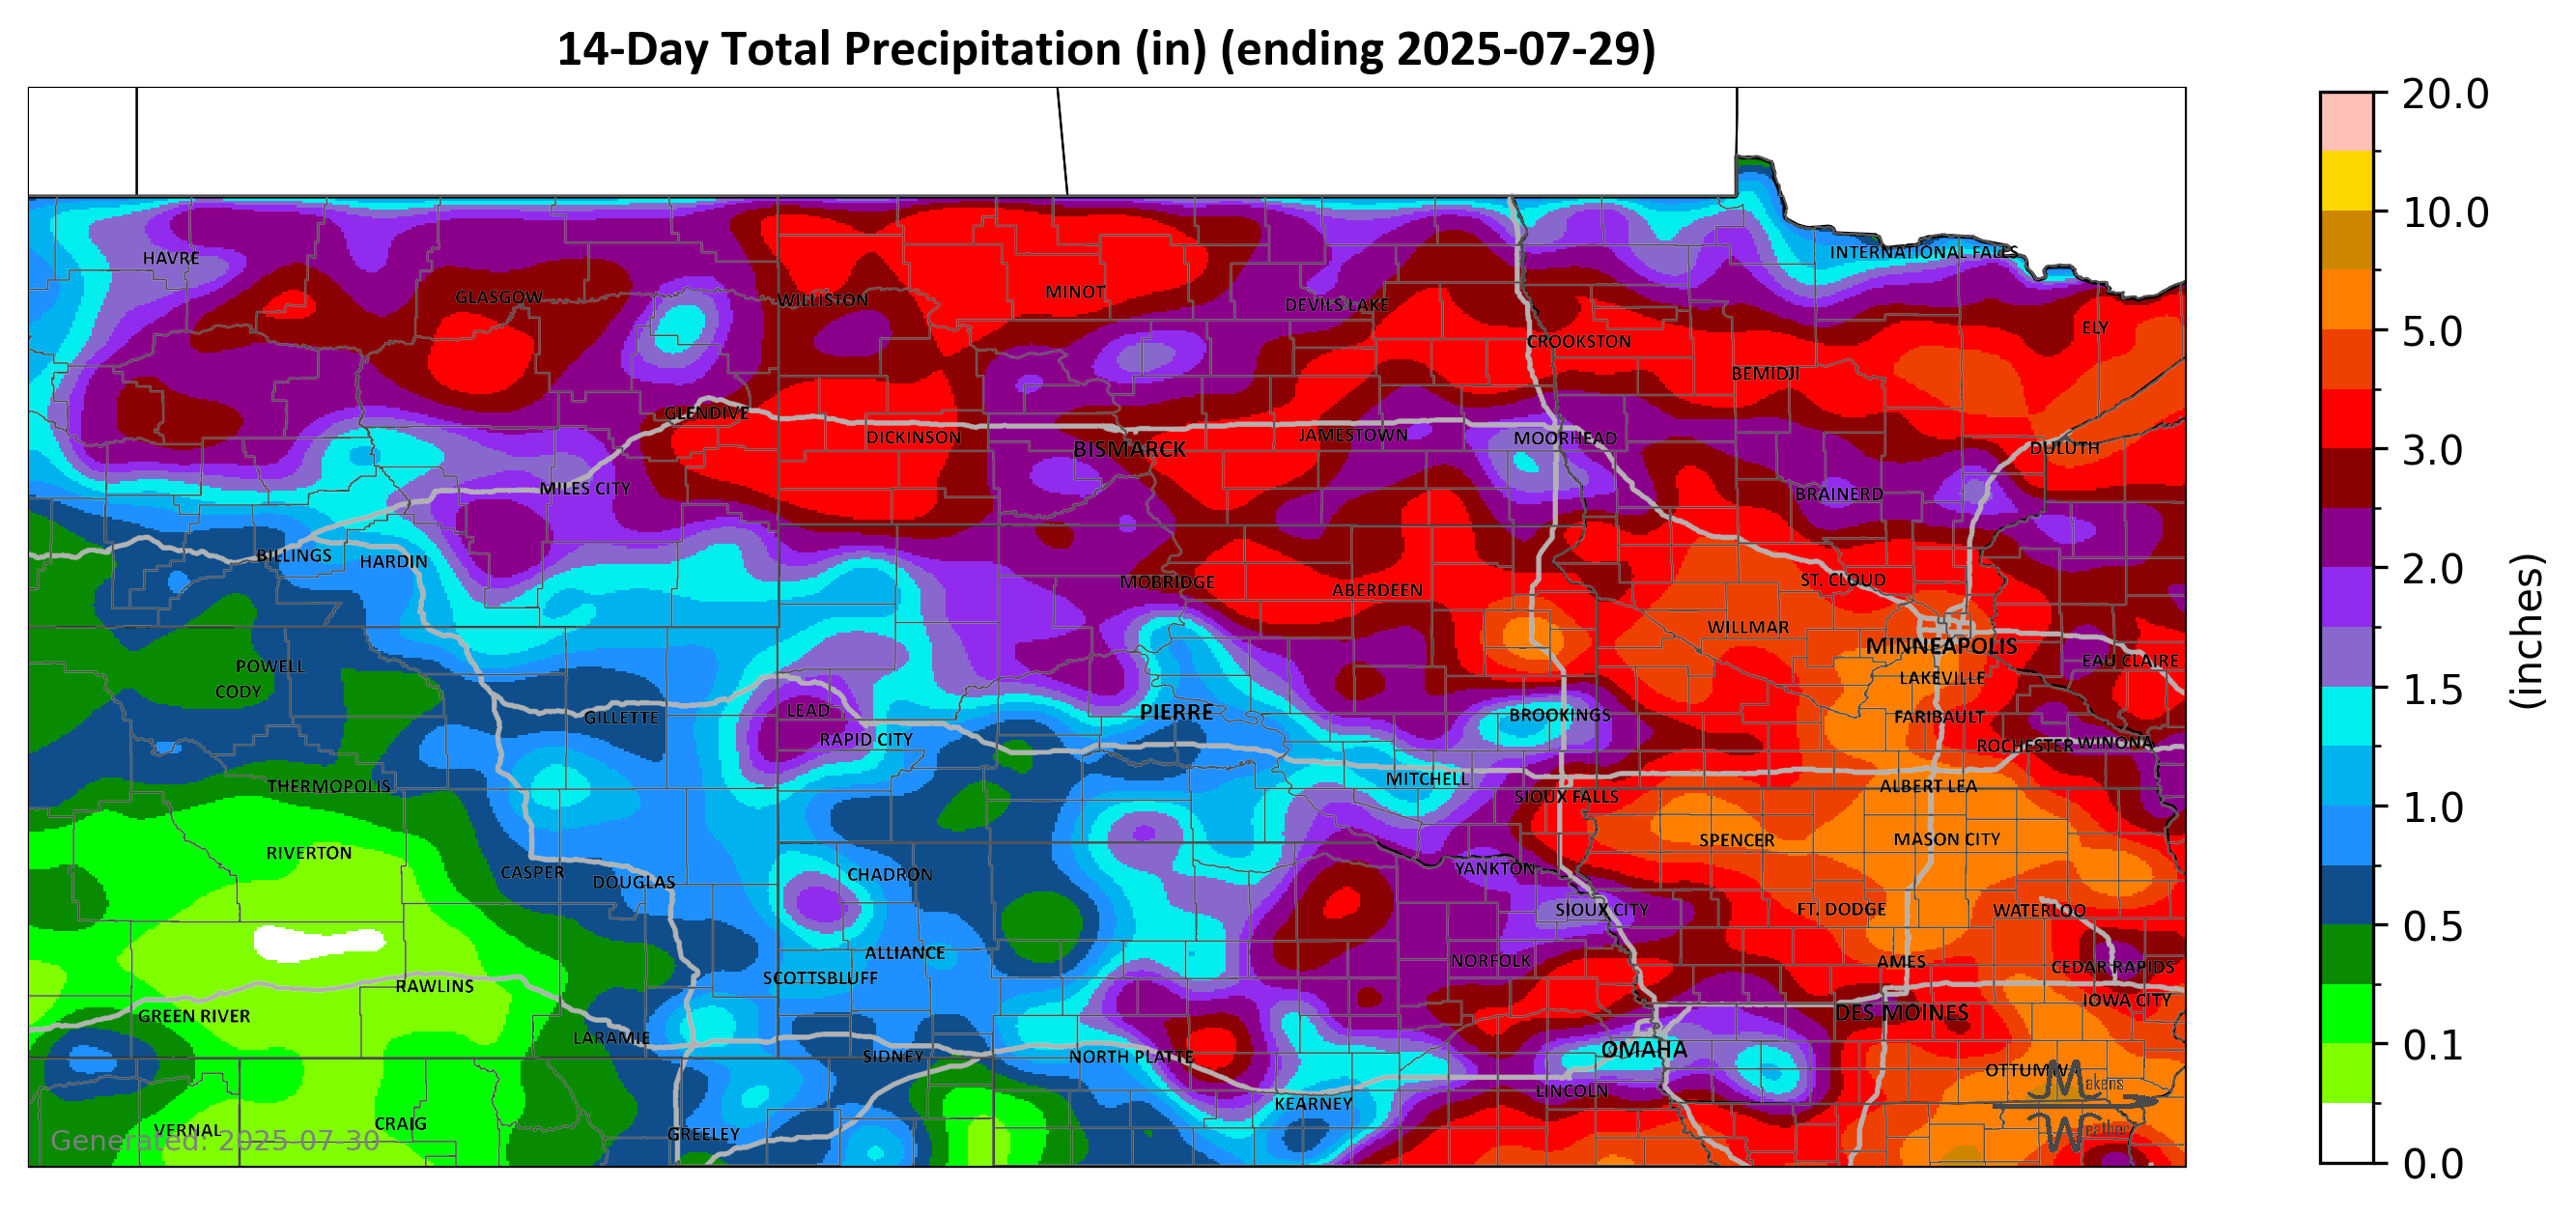 14-Day Total Precipitation (in) (ending 2025-07-29)
20.0
10.0
5.0
3.0
2.0
1.5
1.0
0.5
0.1
0.0
(inches)
HAVRE
INTERNATIONAL FALLS
GLASGOW
WILLISTON
MINOT
DEVILS LAKE
ELY
CROOKSTON
BEMIDJI
GLENDIVE
DICKINSON
BISMARCK
JAMESTOWN
MOORHEAD
DULUTH
MILES CITY
BRAINERD
BILLINGS
HARDIN
MOBRIDGE
ABERDEEN
ST. CLOUD
WILLMAR
MINNEAPOLIS
POWELL
EAU CLAIRE
CODY
LAKEVILLE
GILLETTE
LEAD
PIERRE
BROOKINGS
FARIBAULT
RAPID CITY
ROCHESTER
WINONA
THERMOPOLIS
MITCHELL
SIOUX FALLS
ALBERT LEA
RIVERTON
SPENCER
MASON CITY
CASPER
DOUGLAS
CHADRON
YANKTON
SIOUX CITY
FT. DODGE
WATERLOO
ALLIANCE
NORFOLK
AMES
CEDAR RAPIDS
SCOTTSBLUFF
RAWLINS
IOWA CITY
GREEN RIVER
DES MOINES
LARAMIE
SIDNEY
NORTH PLATTE
OMAHA
OTTUMWA
LINCOLN
KEARNEY
Makens
Weather
VERNAL
CRAIG
GREELEY
Generated: 2025-07-30